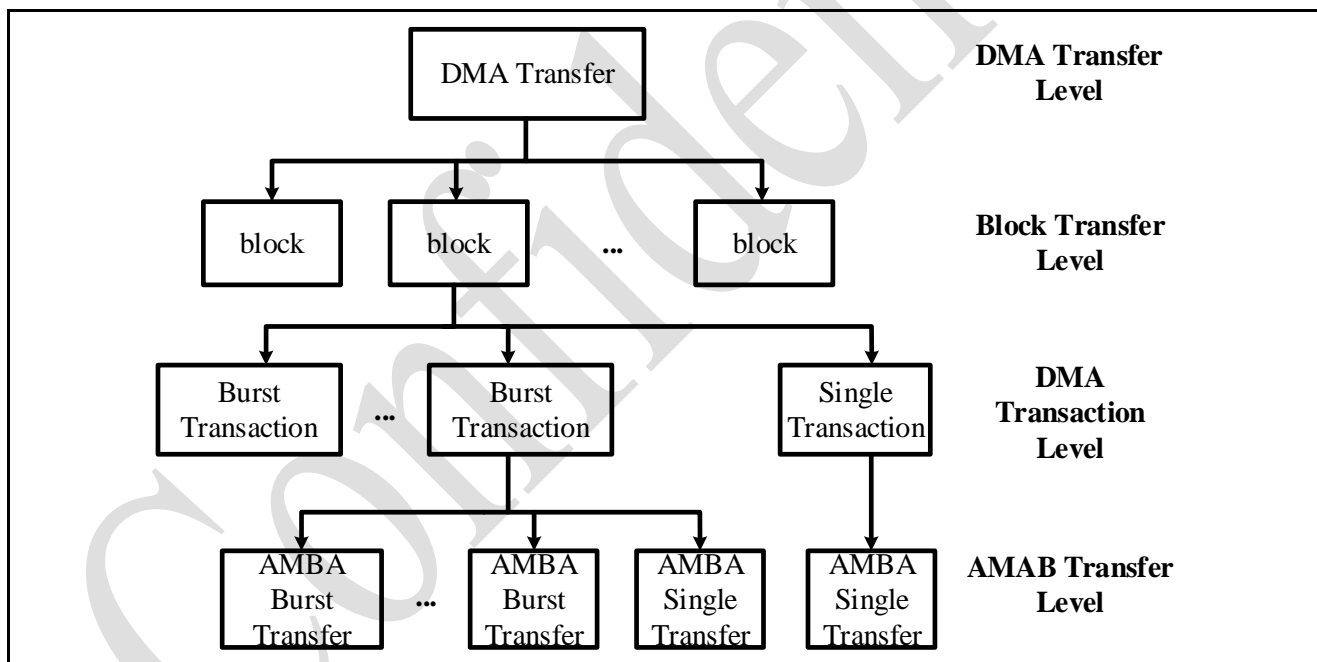 DMA Transfer
DMA Transfer
Level
block
block
...
block
Block Transfer
Level
Burst
Transaction
...
Burst
Transaction
Single
Transaction
DMA
Transaction
Level
AMBA
Burst
Transfer
...
AMBA
Burst
Transfer
AMBA
Single
Transfer
AMBA
Single
Transfer
AMAB Transfer
Level